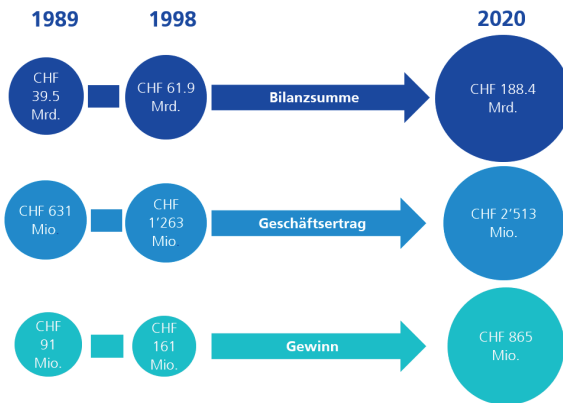 1989 1998 2020
CHF
39.5
Mrd.
CHF 61.9
Mrd.
Bilanzsumme
CHF 188.4
Mrd.
CHF 631
Mio.
CHF
1'263
Mio
Geschäftsertrag
CHF 2'513
Mio.
CHF
91
Mio.
CHF
161
Mio.
Gewinn
CHF 865
Mio.